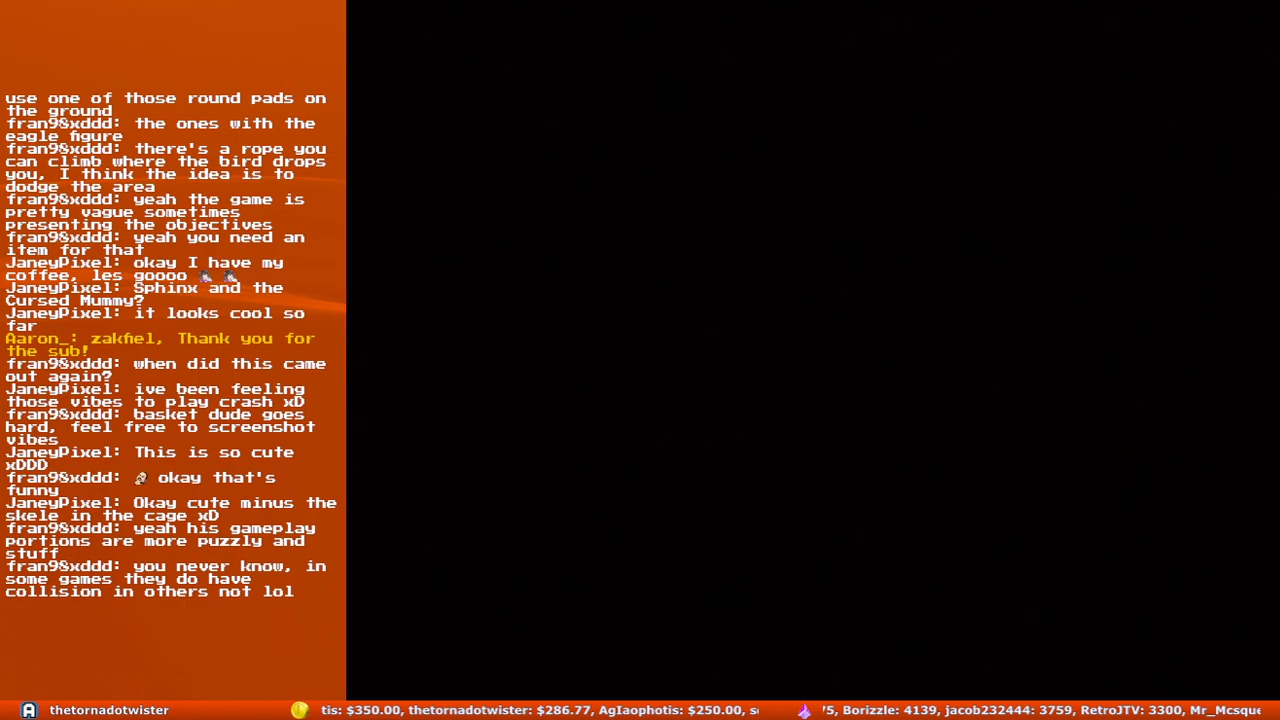 use one of those round pads on
the ground
fran9&xddd: the ones with the
eagle figure
fran9&xddd: there's a rope you
can climb where the bird drops
you, I think the idea is to
dodge the area
fran9&xddd: yeah the game is
pretty vague sometimes
presenting the objectives
fran9&xddd: yeah you need an
item for that
JaneyPixel: okay I have my
coffee, les goooo
JaneyPixel: Sphinx and the
Cursed Mummy?
JaneyPixel: it looks cool so
far
Aaron_: zakfiel, Thank you for
the sub!
fran9&xddd: when did this came
out again?
JaneyPixel: ive been feeling
those vibes to play crash xD
fran9&xddd: basket dude goes
hard, feel free to screenshot
vibes
JaneyPixel: This is so cute
xDDD
fran9&xddd: okay that's
funny
JaneyPixel: Okay cute minus the
skele in the cage xD
fran9&xddd: yeah his gameplay
portions are more puzzly and
stuff
fran9&xddd: you never know, in
some games they do have
collision in others not lol
A thetornadotwister tis: $350.00, thetornadotwister: $286.77, AgIaophotis: $250.00, '5, Borizzle: 4139, jacob232444: 3759, RetroJTV: 3300, Mr_Mcsque